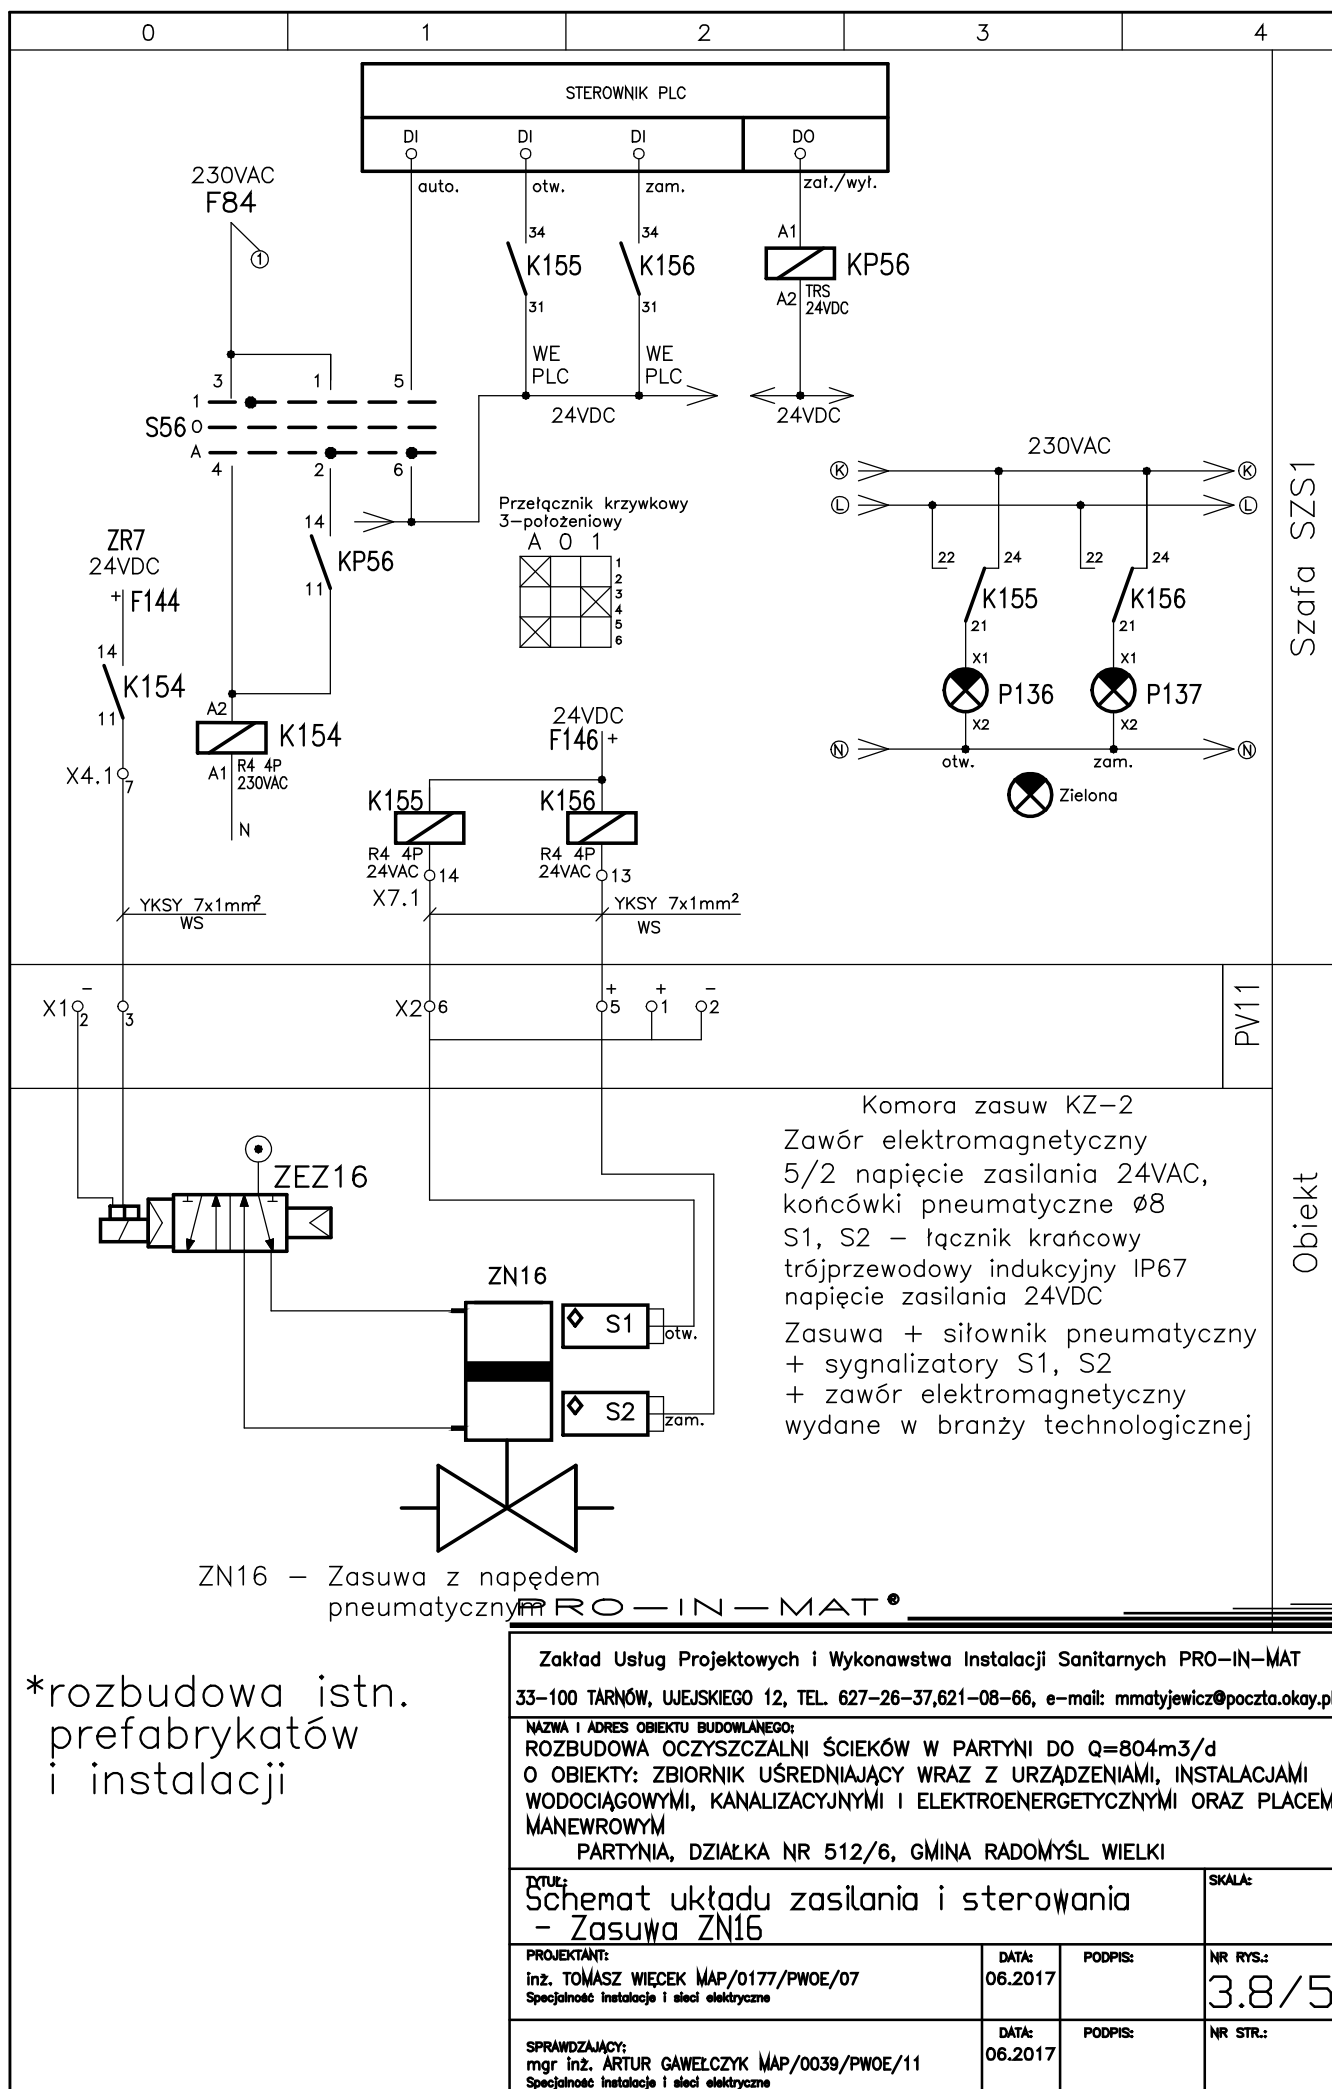 0 1 2 3 4
STEROWNIK PLC
DI DI DI DO
auto. otw. zam. zał./wył.
230VAC
F84
1
34 34 A1
K155 K156 KP56
31 31 A2 TRS
24VDC
WE WE
PLC PLC
24VDC 24VDC
3 1 5
1
S56 0
A
4 2 6
230VAC
K K
L L
Przełącznik krzywkowy
3-położeniowy
A 0 1
1
2
3
4
5
6
14
KP56
11
ZR7
24VDC
+ F144
14
K154
11
X4.1 7
A2
K154
A1 R4 4P
230VAC
N
22 24 22 24
K155 K156
21 21
X1 X1
P136 P137
X2 X2
N N
otw. zam.
Zielona
24VDC
F146 +
K155 K156
R4 4P R4 4P
24VAC 14 24VAC 13
X7.1
YKSY 7x1mm² YKSY 7x1mm²
WS WS
Szafa SZS1
X1 - 2 3 X2 6 + 5 + 1 - 2
PV11
Komora zasuw KZ-2
Zawór elektromagnetyczny
5/2 napięcie zasilania 24VAC,
końcówki pneumatyczne Ø8
S1, S2 - łącznik krańcowy
trójprzewodowy indukcyjny IP67
napięcie zasilania 24VDC
Zasuwa + siłownik pneumatyczny
+ sygnalizatory S1, S2
+ zawór elektromagnetyczny
wydane w branży technologicznej
Obiekt
ZEZ16
ZN16
S1
otw.
S2
zam.
ZN16 - Zasuwa z napędem
pneumatycznym
PRO-IN-MAT®
*rozbudowa istn.
prefabrykatów
i instalacji
Zakład Usług Projektowych i Wykonawstwa Instalacji Sanitarnych PRO-IN-MAT
33-100 TARNÓW, UJEJSKIEGO 12, TEL. 627-26-37,621-08-66, e-mail: mmatyjewicz@poczta.okay.pl
NAZWA I ADRES OBIEKTU BUDOWLANEGO:
ROZBUDOWA OCZYSZCZALNI ŚCIEKÓW W PARTYNI DO Q=804m3/d
O OBIEKTY: ZBIORNIK UŚREDNIAJĄCY WRAZ Z URZĄDZENIAMI, INSTALACJAMI
WODOCIĄGOWYMI, KANALIZACYJNYMI I ELEKTROENERGETYCZNYMI ORAZ PLACEM
MANEWROWYM
PARTYNIA, DZIAŁKA NR 512/6, GMINA RADOMYŚL WIELKI
TYTUŁ:
Schemat układu zasilania i sterowania
- Zasuwa ZN16
SKALA:
PROJEKTANT:
inż. TOMASZ WIĘCEK MAP/0177/PWOE/07
Specjalność instalacje i sieci elektryczne
DATA:
06.2017
PODPIS:
NR RYS.:
3.8/5
SPRAWDZAJĄCY:
mgr inż. ARTUR GAWEŁCZYK MAP/0039/PWOE/11
Specjalność instalacje i sieci elektryczne
DATA:
06.2017
PODPIS:
NR STR.: